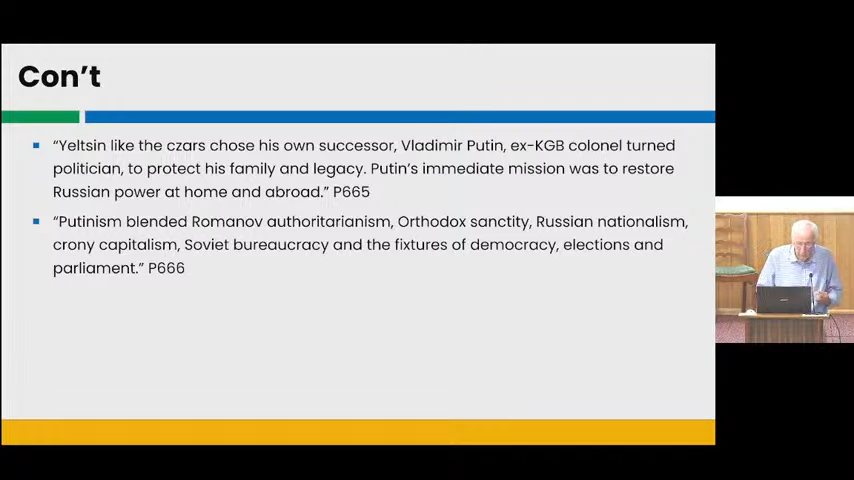 Con’t
“Yeltsin like the czars chose his own successor, Vladimir Putin, ex-KGB colonel turned
politician, to protect his family and legacy. Putin’s immediate mission was to restore
Russian power at home and abroad.” P665
“Putinism blended Romanov authoritarianism, Orthodox sanctity, Russian nationalism,
crony capitalism, Soviet bureaucracy and the fixtures of democracy, elections and
parliament.” P666